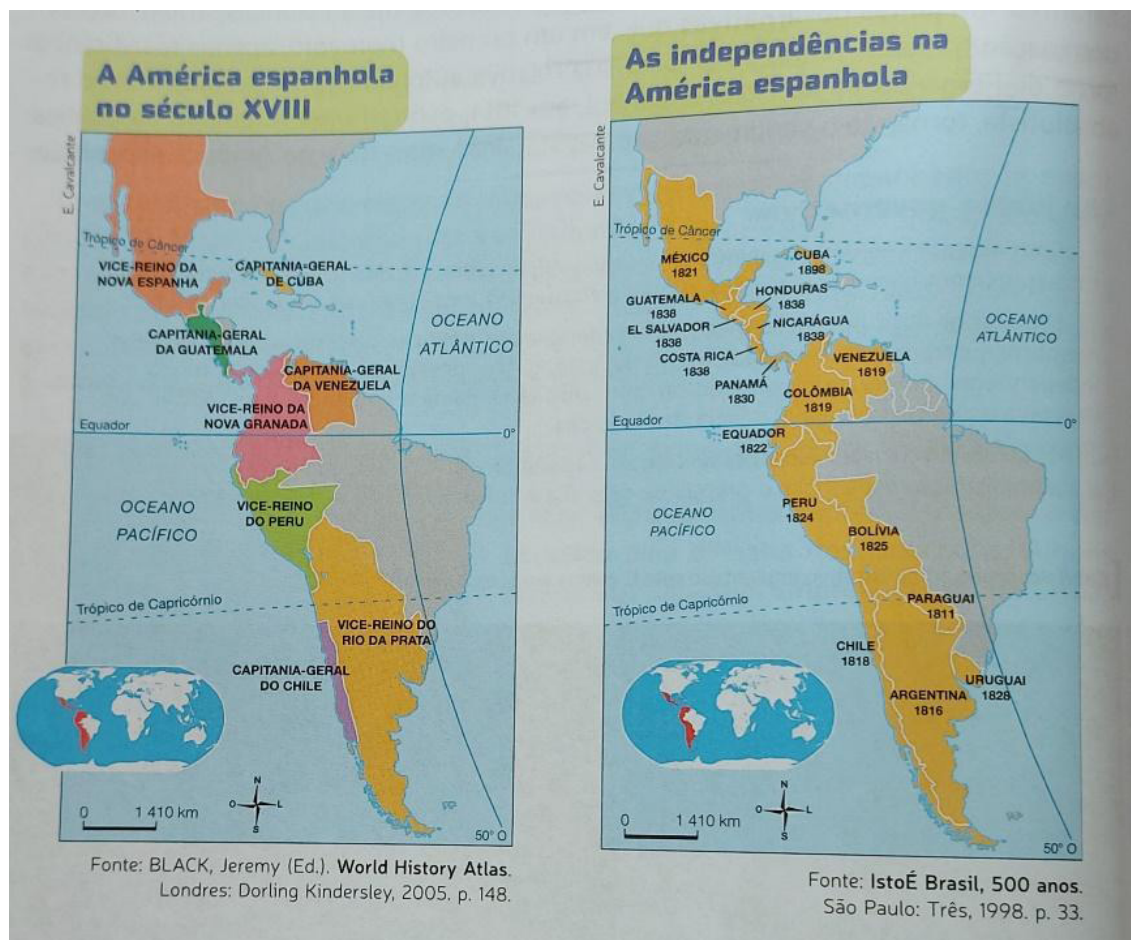 A América espanhola
no século XVIII
E. Cavalcante
Trópico de Câncer
VICE-REINO DA
NOVA ESPANHA
CAPITANIA-GERAL
DE CUBA
CAPITANIA-GERAL
DA GUATEMALA
OCEANO
ATLÂNTICO
CAPITANIA-GERAL
DA VENEZUELA
VICE-REINO DA
NOVA GRANADA
Equador
0°
OCEANO
PACÍFICO
VICE-REINO
DO PERU
Trópico de Capricórnio
VICE-REINO DO
RIO DA PRATA
CAPITANIA-GERAL
DO CHILE
N
O
L
S
0
1 410 km
50° O
Fonte: BLACK, Jeremy (Ed.). World History Atlas.
Londres: Dorling Kindersley, 2005. p. 148.
As independências na
América espanhola
E. Cavalcante
Trópico de Câncer
MÉXICO
1821
CUBA
1898
GUATEMALA
1838
HONDURAS
1838
EL SALVADOR
1838
NICARÁGUA
1838
COSTA RICA
1838
PANAMÁ
1830
OCEANO
ATLÂNTICO
VENEZUELA
1819
COLÔMBIA
1819
Equador
0°
EQUADOR
1822
OCEANO
PACÍFICO
PERU
1824
BOLÍVIA
1825
Trópico de Capricórnio
PARAGUAI
1811
CHILE
1818
URUGUAI
1828
ARGENTINA
1816
N
O
L
S
0
1 410 km
50° O
Fonte: IstoÉ Brasil, 500 anos.
São Paulo: Três, 1998. p. 33.